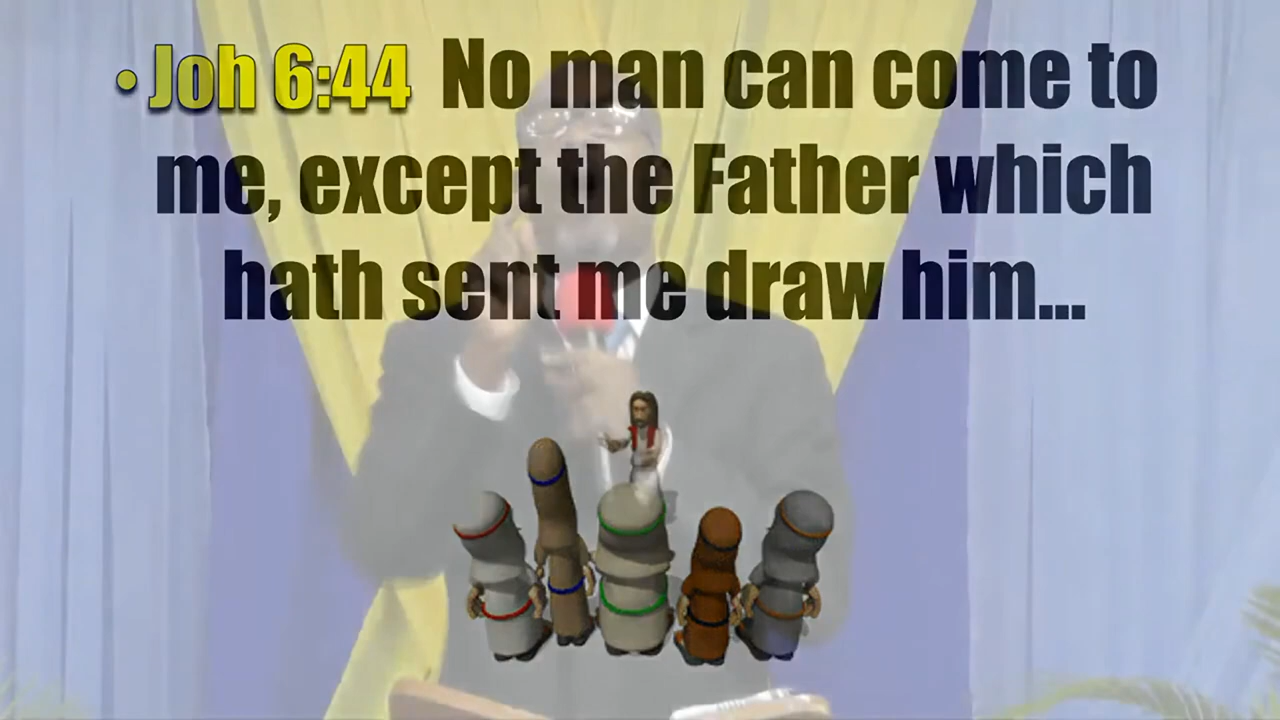 • Joh 6:44 No man can come to
me, except the Father which
hath sent me draw him...